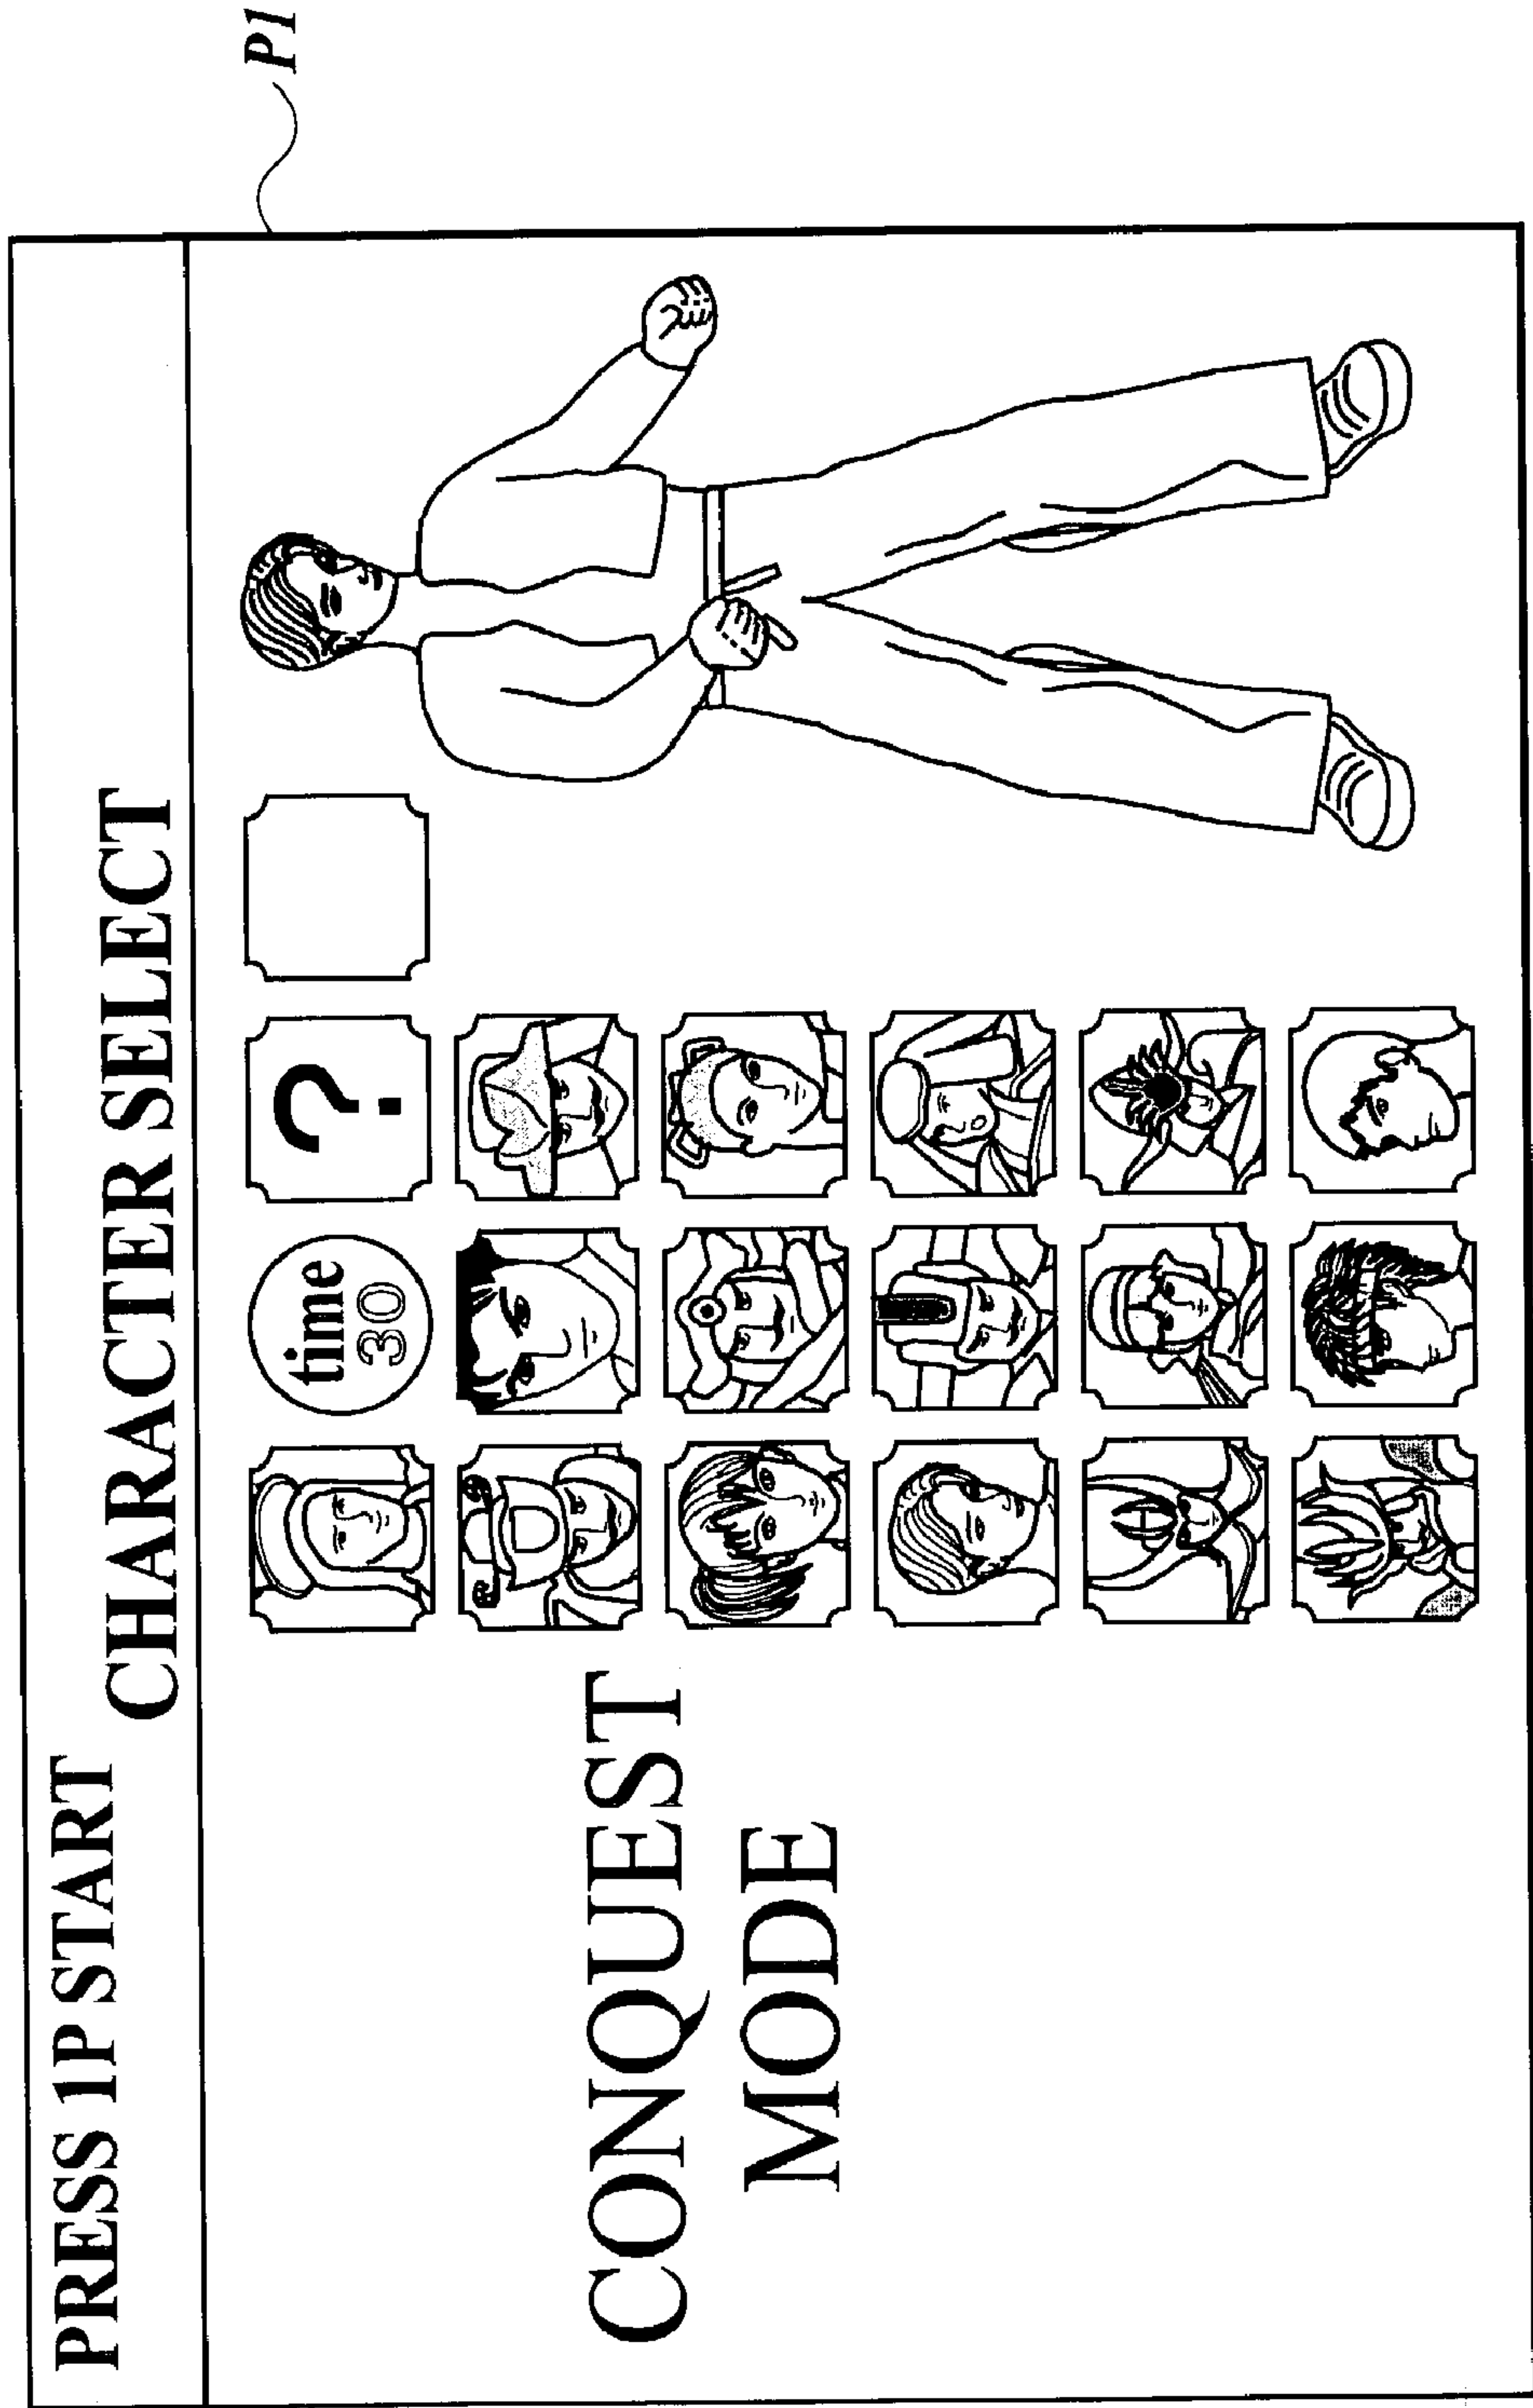 P1
PRESS 1P START
CHARACTER SELECT
time
30
?
CONQUEST
MODE